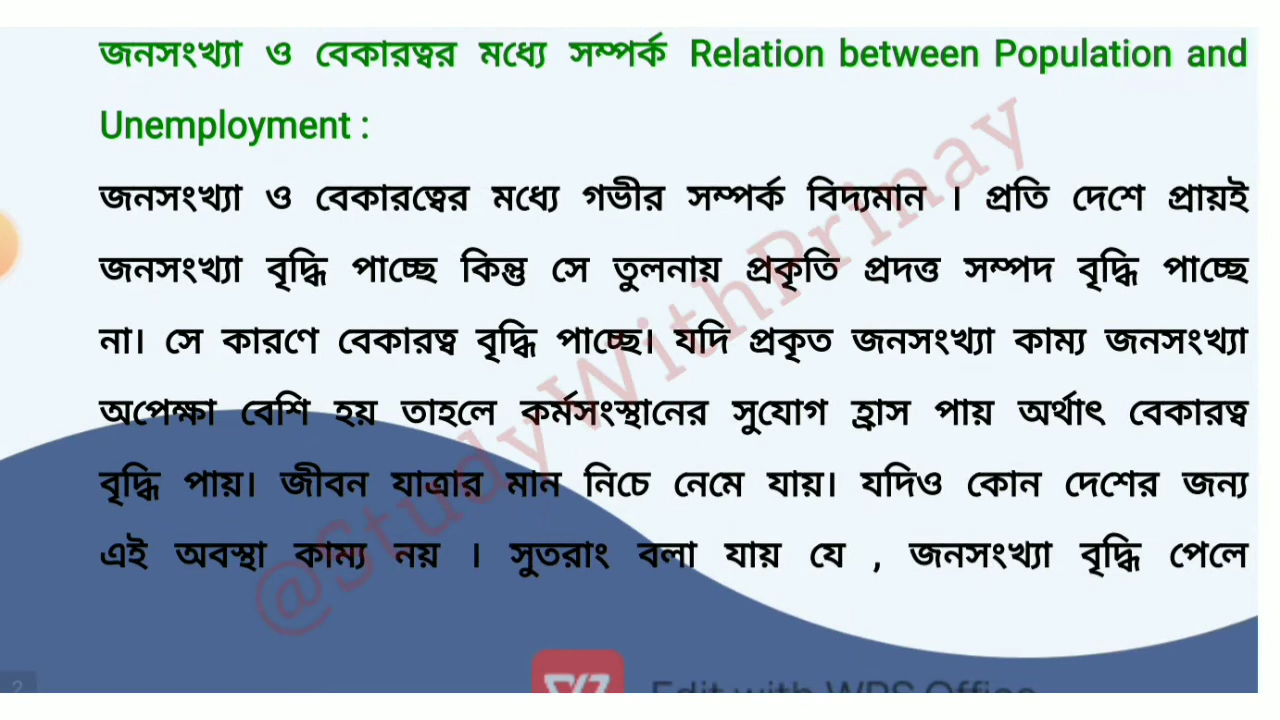 জনসংখ্যা ও বেকারত্বর মধ্যে সম্পর্ক Relation between Population and
Unemployment :
জনসংখ্যা ও বেকারত্বের মধ্যে গভীর সম্পর্ক বিদ্যমান । প্রতি দেশে প্রায়ই
জনসংখ্যা বৃদ্ধি পাচ্ছে কিন্তু সে তুলনায় প্রকৃতি প্রদত্ত সম্পদ বৃদ্ধি পাচ্ছে
না। সে কারণে বেকারত্ব বৃদ্ধি পাচ্ছে। যদি প্রকৃত জনসংখ্যা কাম্য জনসংখ্যা
অপেক্ষা বেশি হয় তাহলে কর্মসংস্থানের সুযোগ হ্রাস পায় অর্থাৎ বেকারত্ব
বৃদ্ধি পায়। জীবন যাত্রার মান নিচে নেমে যায়। যদিও কোন দেশের জন্য
এই অবস্থা কাম্য নয় । সুতরাং বলা যায় যে , জনসংখ্যা বৃদ্ধি পেলে
@StudyWithPrinay
2
Edit with WPS Office